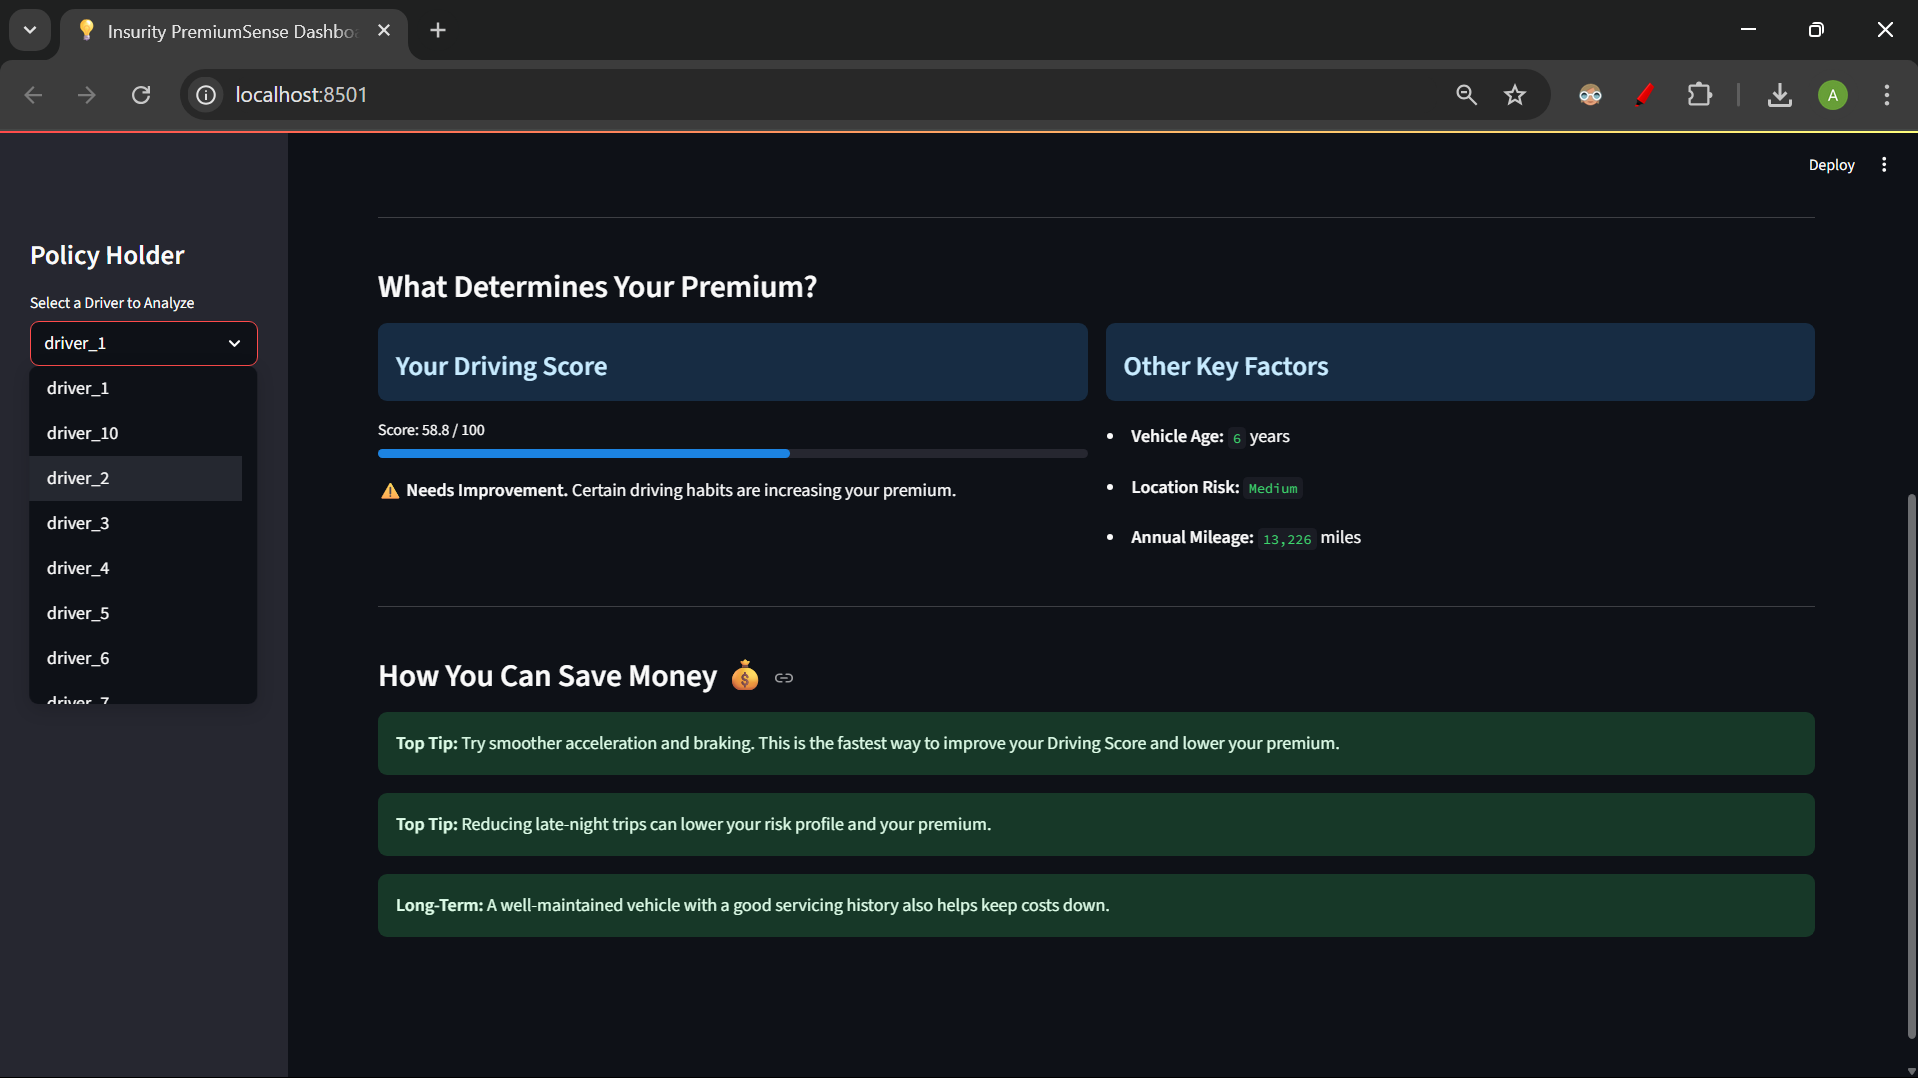 Insurity PremiumSense Dashbo
localhost:8501
A
Deploy
Policy Holder
Select a Driver to Analyze
driver_1
driver_1
driver_10
driver_2
driver_3
driver_4
driver_5
driver_6
driver_7
What Determines Your Premium?
Your Driving Score
Score: 58.8 / 100
⚠️ Needs Improvement. Certain driving habits are increasing your premium.
Other Key Factors
• Vehicle Age: 6 years
• Location Risk: Medium
• Annual Mileage: 13,226 miles
How You Can Save Money 💰
Top Tip: Try smoother acceleration and braking. This is the fastest way to improve your Driving Score and lower your premium.
Top Tip: Reducing late-night trips can lower your risk profile and your premium.
Long-Term: A well-maintained vehicle with a good servicing history also helps keep costs down.